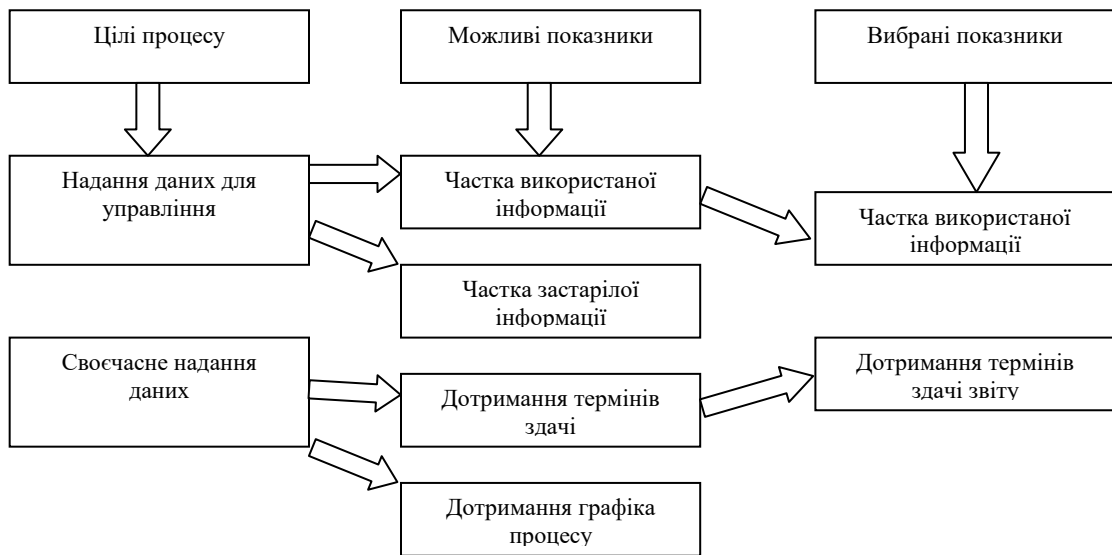 Цілі процесу
Можливі показники
Вибрані показники
Надання даних для
управління
Частка використаної
інформації
Частка використаної
інформації
Частка застарілої
інформації
Своєчасне надання
даних
Дотримання термінів
здачі
Дотримання термінів
здачі звіту
Дотримання графіка
процесу